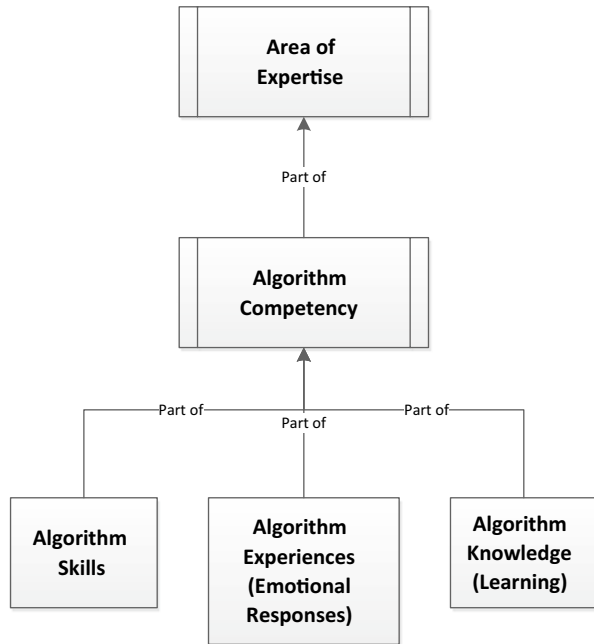 Area of
Expertise
Part of
Algorithm
Competency
Part of
Part of
Part of
Algorithm
Skills
Algorithm
Experiences
(Emotional
Responses)
Algorithm
Knowledge
(Learning)